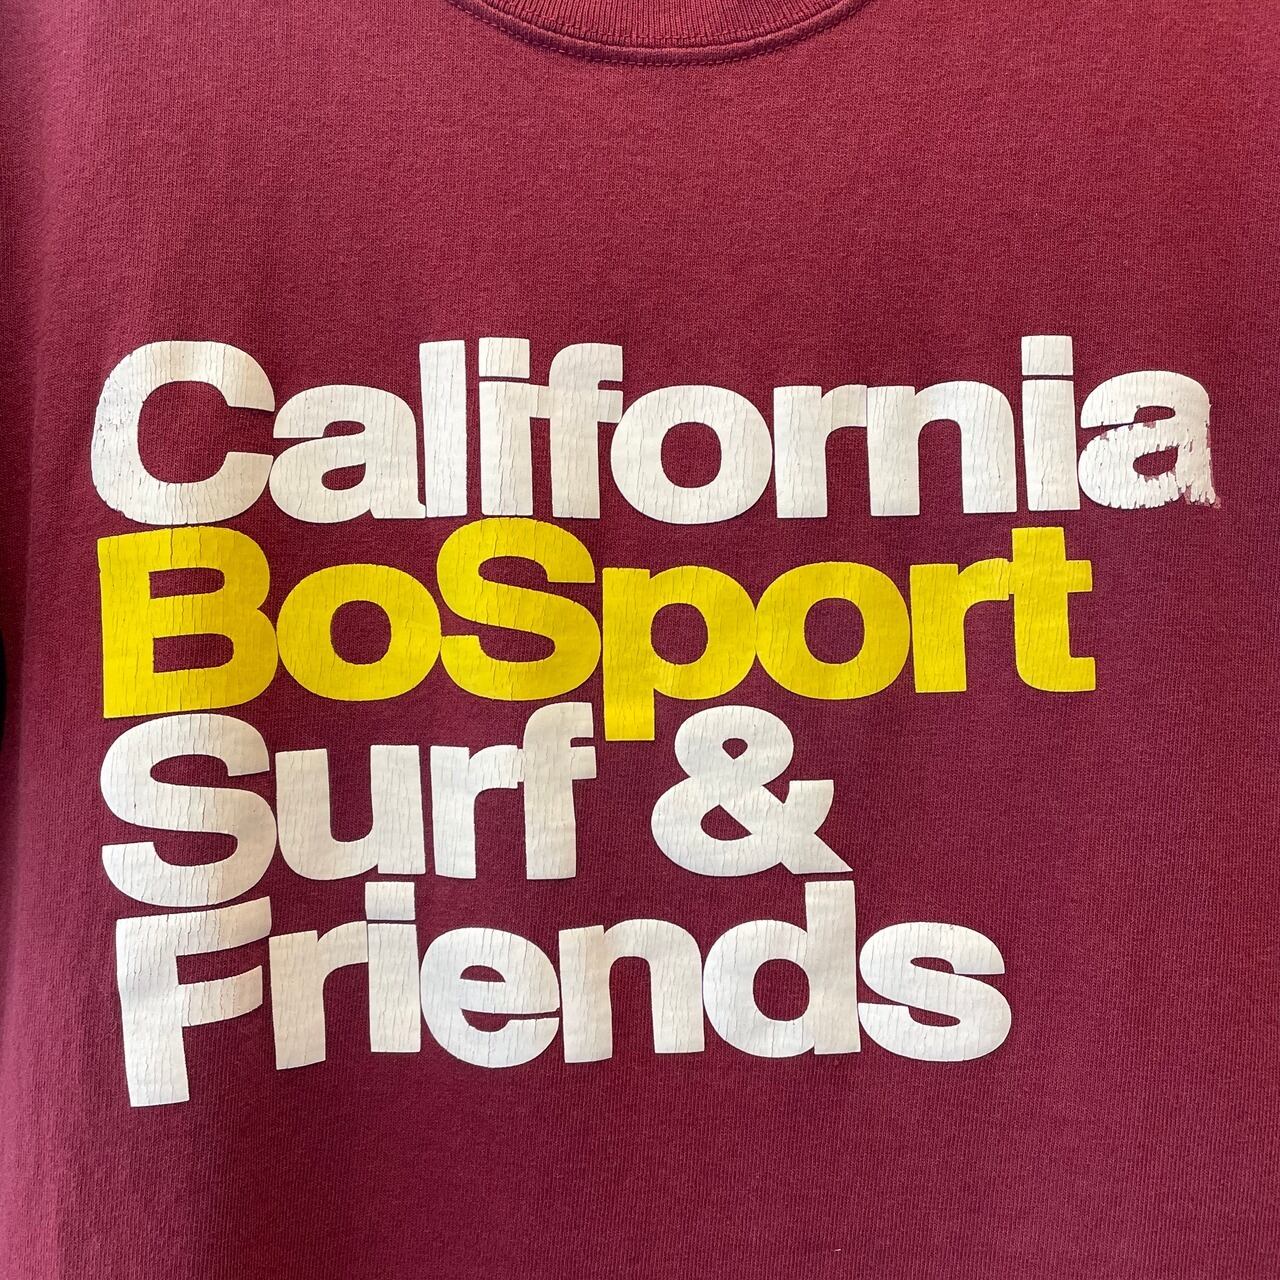 California
BoSport
Surf &
Friends